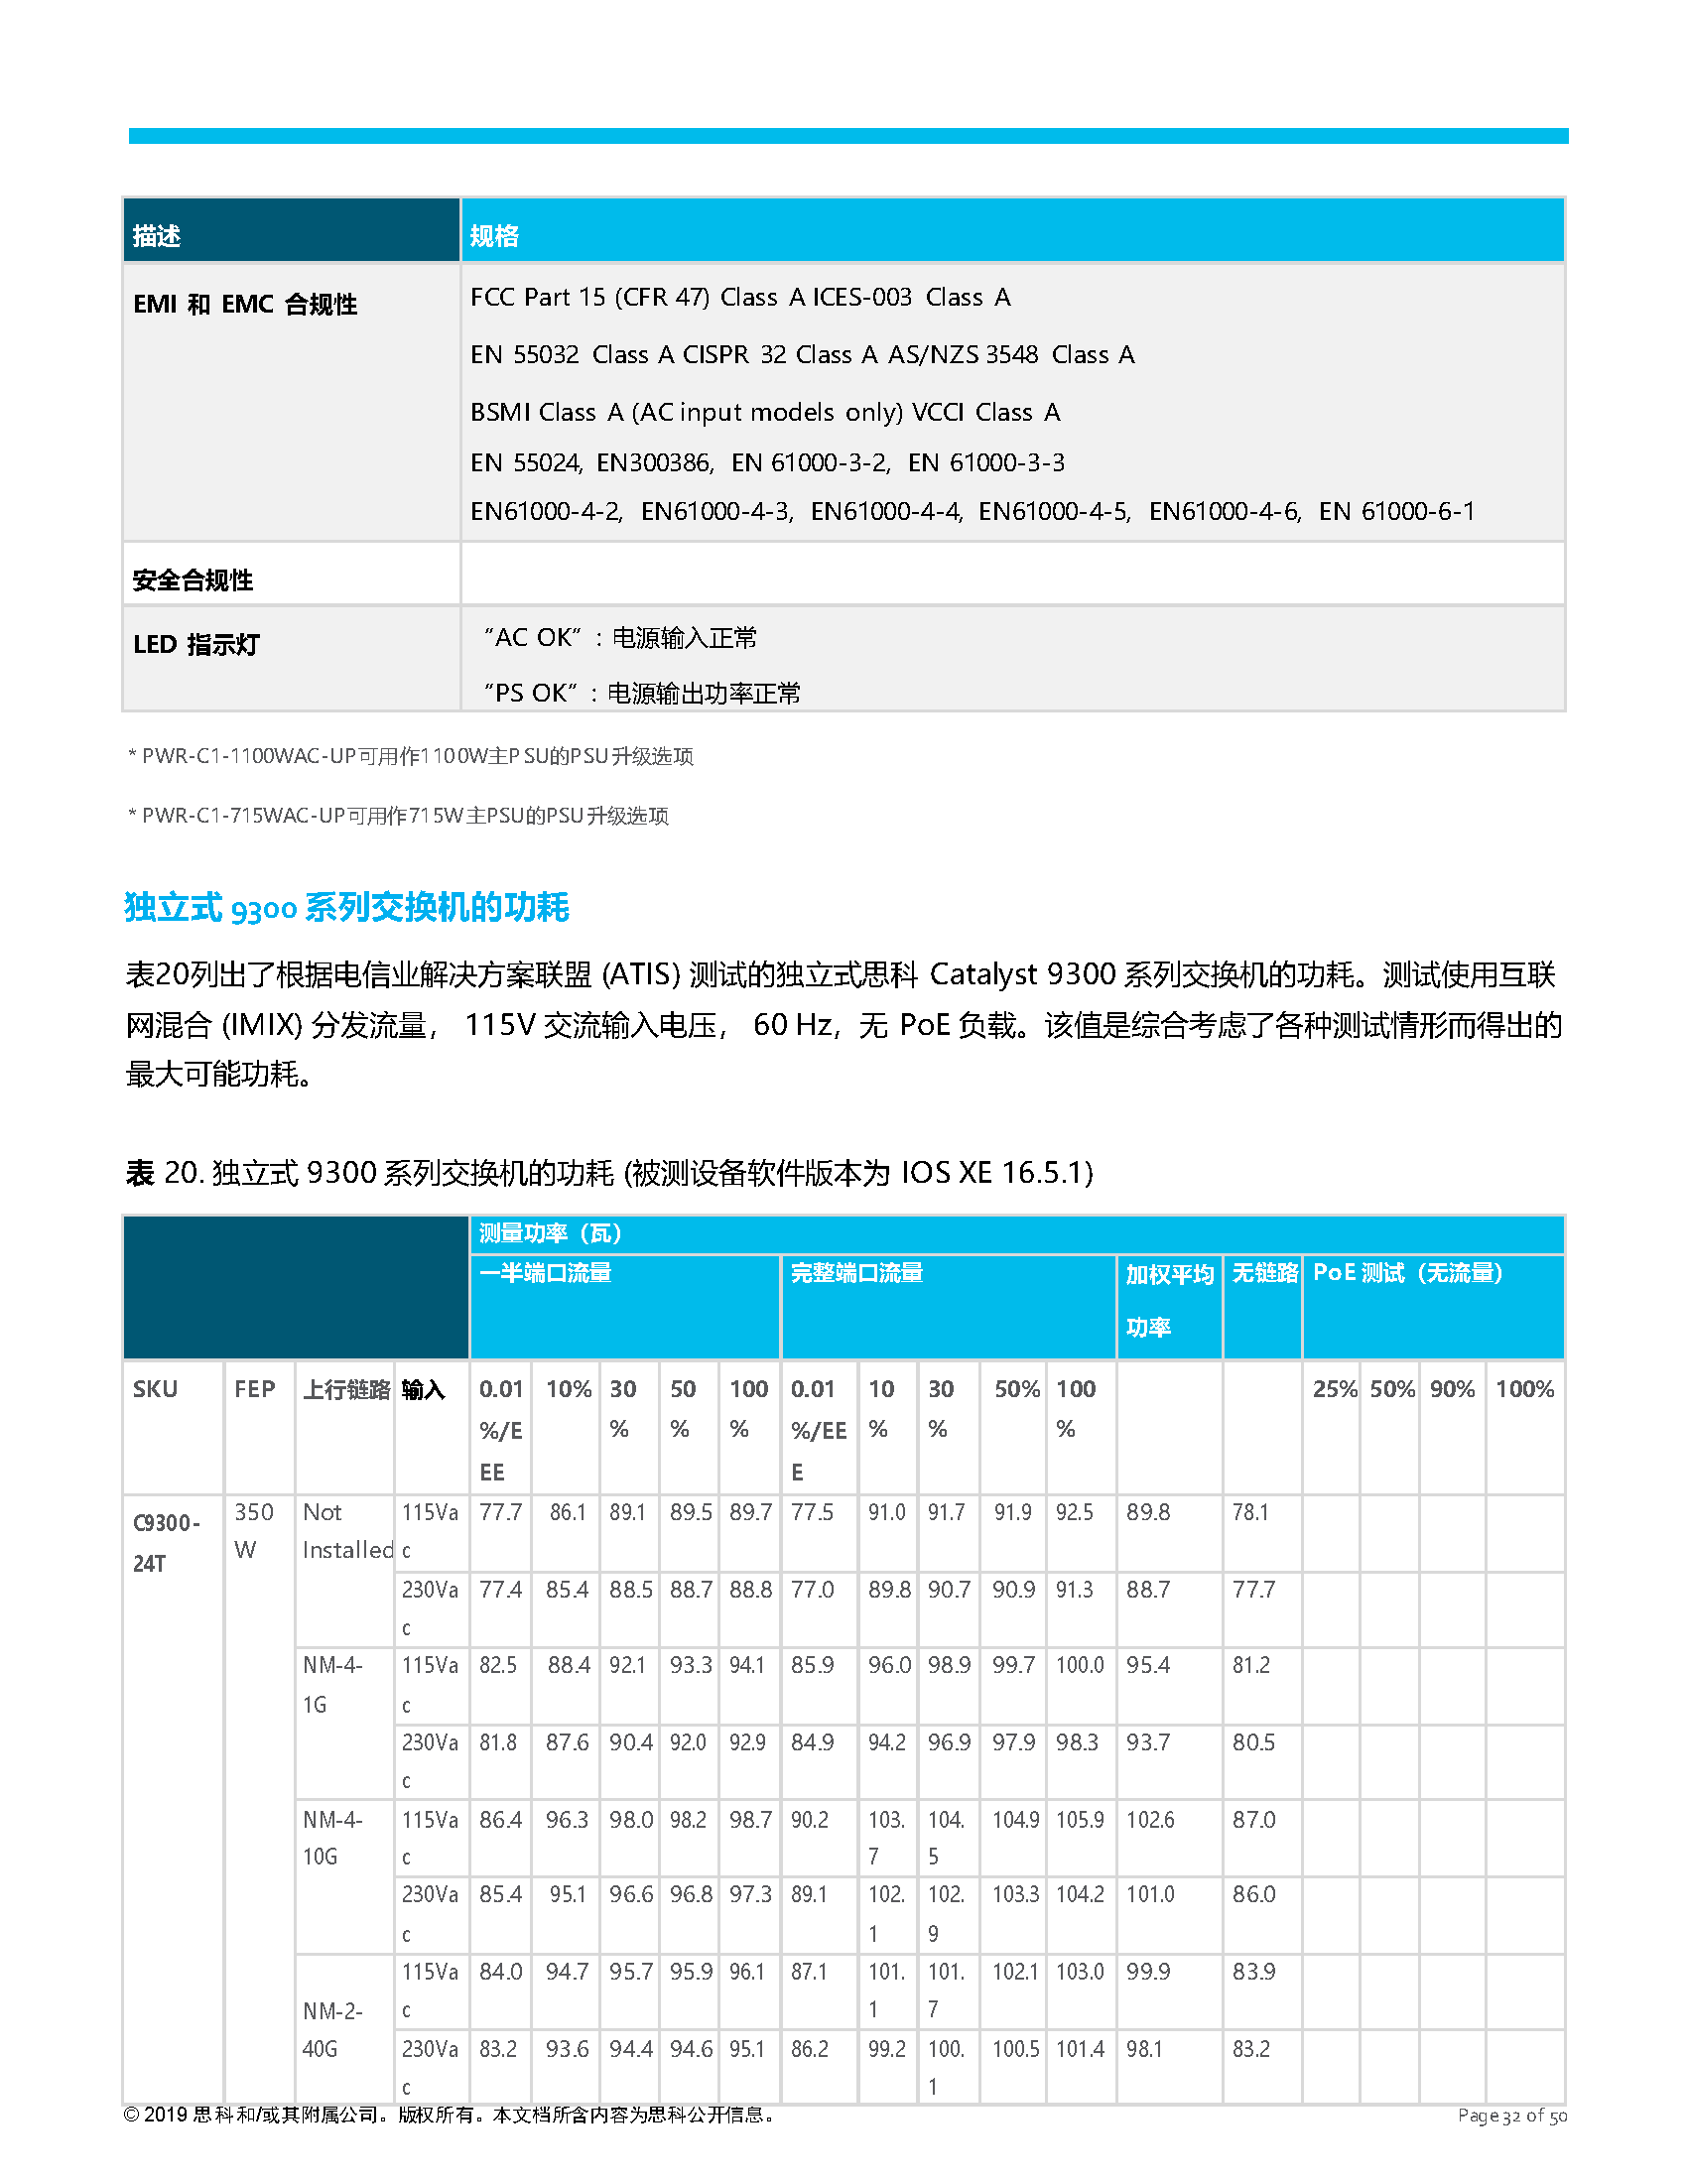 描述 规格
EMI 和 EMC 合规性 FCC Part 15 (CFR 47) Class A ICES-003 Class A
EN 55032 Class A CISPR 32 Class A AS/NZS 3548 Class A
BSMI Class A (AC input models only) VCCI Class A
EN 55024, EN300386, EN 61000-3-2, EN 61000-3-3
EN61000-4-2, EN61000-4-3, EN61000-4-4, EN61000-4-5, EN61000-4-6, EN 61000-6-1
安全合规性
LED 指示灯 “AC OK”: 电源输入正常
“PS OK”: 电源输出功率正常
* PWR-C1-1100WAC-UP可用作1100W主PSU的PSU升级选项
* PWR-C1-715WAC-UP可用作715W主PSU的PSU升级选项
独立式 9300 系列交换机的功耗
表20列出了根据电信业解决方案联盟 (ATIS) 测试的独立式思科 Catalyst 9300 系列交换机的功耗。测试使用互联
网混合 (IMIX) 分发流量， 115V 交流输入电压， 60 Hz，无 PoE 负载。该值是综合考虑了各种测试情形而得出的
最大可能功耗。
表 20. 独立式 9300 系列交换机的功耗 (被测设备软件版本为 IOS XE 16.5.1)
测量功率（瓦）
一半端口流量 完整端口流量 加权平均 无链路 PoE 测试（无流量）
功率
SKU FEP 上行链路 输入 0.01 10% 30 50 100 0.01 10 30 50% 100 25% 50% 90% 100%
%/E % % % %/EE % % %
EE E
C9300- 350 Not 115Va 77.7 86.1 89.1 89.5 89.7 77.5 91.0 91.7 91.9 92.5 89.8 78.1
24T W Installed c
230Va 77.4 85.4 88.5 88.7 88.8 77.0 89.8 90.7 90.9 91.3 88.7 77.7
c
NM-4- 115Va 82.5 88.4 92.1 93.3 94.1 85.9 96.0 98.9 99.7 100.0 95.4 81.2
1G c
230Va 81.8 87.6 90.4 92.0 92.9 84.9 94.2 96.9 97.9 98.3 93.7 80.5
c
NM-4- 115Va 86.4 96.3 98.0 98.2 98.7 90.2 103. 104. 104.9 105.9 102.6 87.0
10G c 7 5
230Va 85.4 95.1 96.6 96.8 97.3 89.1 102. 102. 103.3 104.2 101.0 86.0
c 1 9
115Va 84.0 94.7 95.7 95.9 96.1 87.1 101. 101. 102.1 103.0 99.9 83.9
NM-2- c 1 7
40G 230Va 83.2 93.6 94.4 94.6 95.1 86.2 99.2 100. 100.5 101.4 98.1 83.2
c 1
© 2019 思科和/或其附属公司。版权所有。本文档所含内容为思科公开信息。 Page 32 of 50